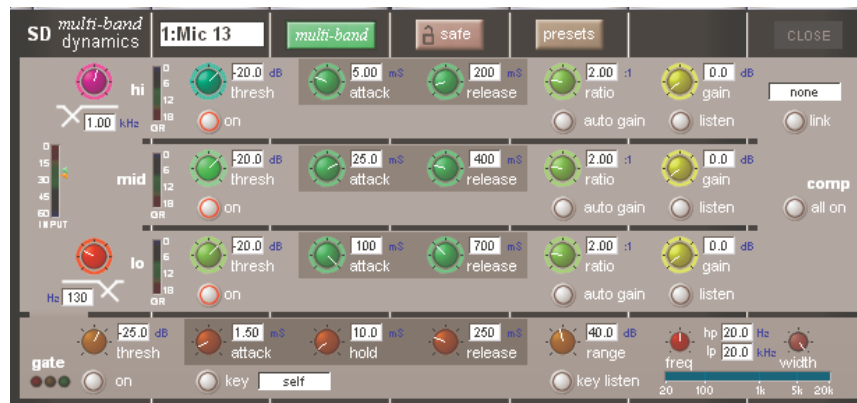 SD multi-band dynamics 1:Mic 13 multi-band safe presets CLOSE
hi 0 6 12 18 GR -20.0 dB thresh 5.00 mS attack 200 mS release 2.00 :1 ratio 0.0 dB gain none
1.00 kHz on auto gain listen link
0 15 30 45 60 INPUT
mid 0 6 12 18 GR -20.0 dB thresh 25.0 mS attack 400 mS release 2.00 :1 ratio 0.0 dB gain comp
on auto gain listen all on
lo 0 6 12 18 GR -20.0 dB thresh 100 mS attack 700 mS release 2.00 :1 ratio 0.0 dB gain
Hz 130 on auto gain listen
gate -25.0 dB thresh 1.50 mS attack 10.0 mS hold 250 mS release 40.0 dB range freq hp 20.0 Hz lp 20.0 kHz width
on key self key listen 20 100 1k 5k 20k